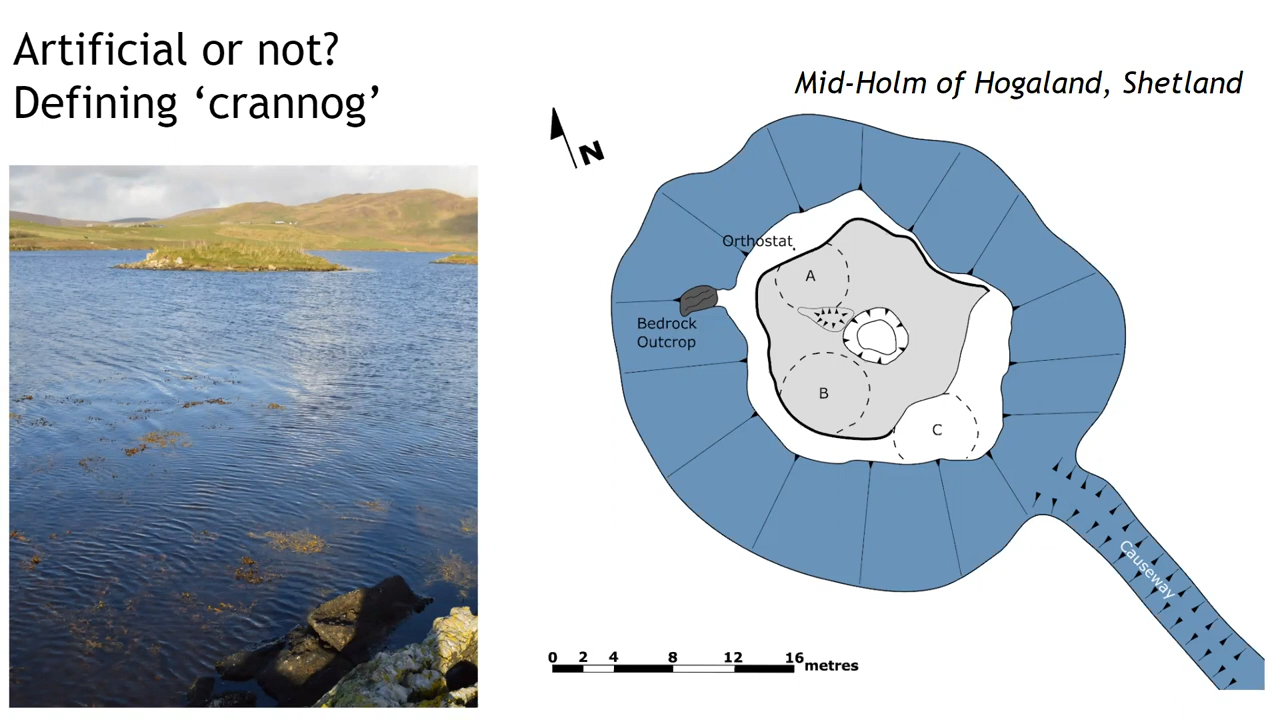 Artificial or not?
Defining ‘crannog’
Mid-Holm of Hogaland, Shetland
N
Orthostat
A
Bedrock
Outcrop
B
C
Causeway
0 2 4 8 12 16 metres